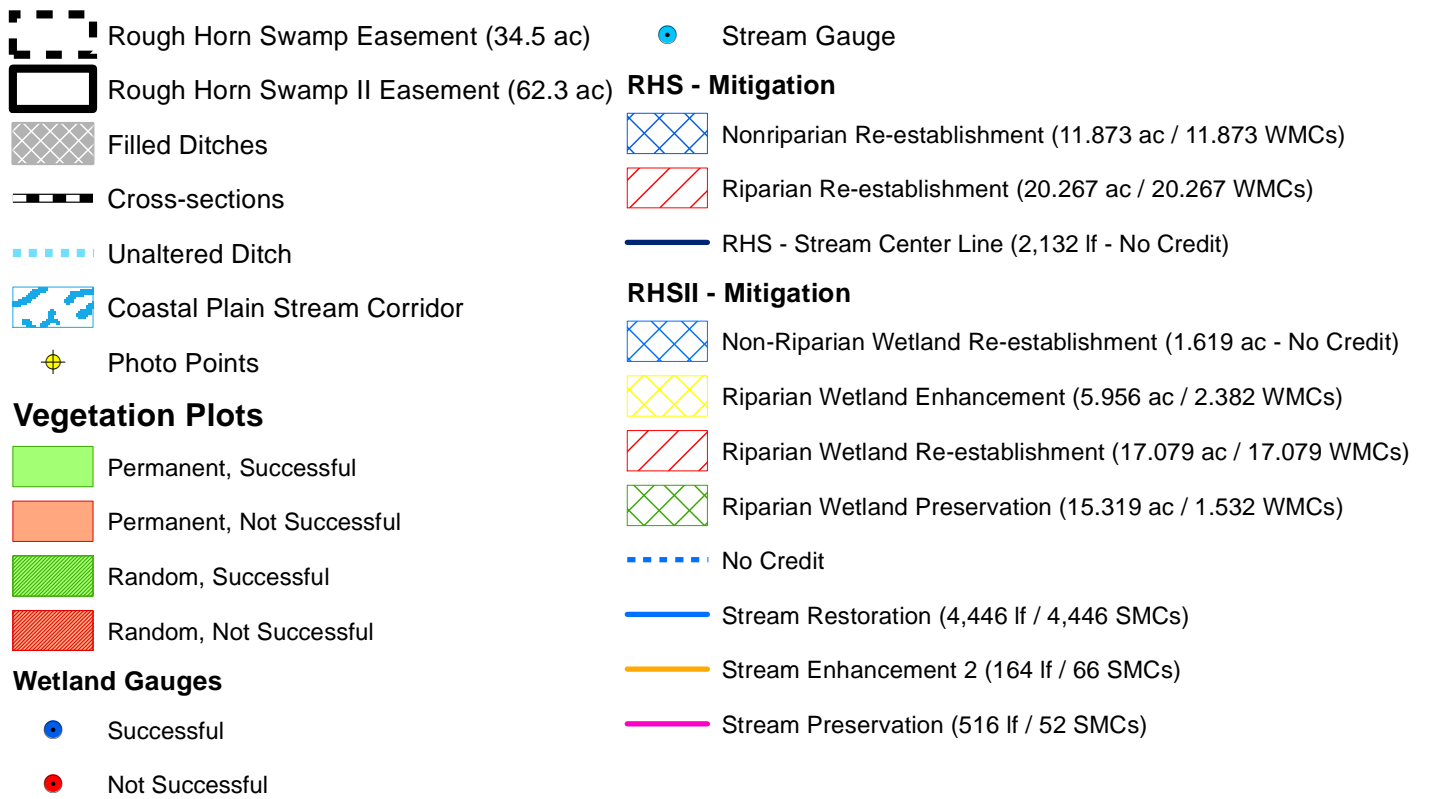 Rough Horn Swamp Easement (34.5 ac)
Rough Horn Swamp II Easement (62.3 ac)
Filled Ditches
Cross-sections
Unaltered Ditch
Coastal Plain Stream Corridor
Photo Points
Vegetation Plots
Permanent, Successful
Permanent, Not Successful
Random, Successful
Random, Not Successful
Wetland Gauges
Successful
Not Successful
Stream Gauge
RHS - Mitigation
Nonriparian Re-establishment (11.873 ac / 11.873 WMCs)
Riparian Re-establishment (20.267 ac / 20.267 WMCs)
RHS - Stream Center Line (2,132 lf - No Credit)
RHSII - Mitigation
Non-Riparian Wetland Re-establishment (1.619 ac - No Credit)
Riparian Wetland Enhancement (5.956 ac / 2.382 WMCs)
Riparian Wetland Re-establishment (17.079 ac / 17.079 WMCs)
Riparian Wetland Preservation (15.319 ac / 1.532 WMCs)
No Credit
Stream Restoration (4,446 lf / 4,446 SMCs)
Stream Enhancement 2 (164 lf / 66 SMCs)
Stream Preservation (516 lf / 52 SMCs)